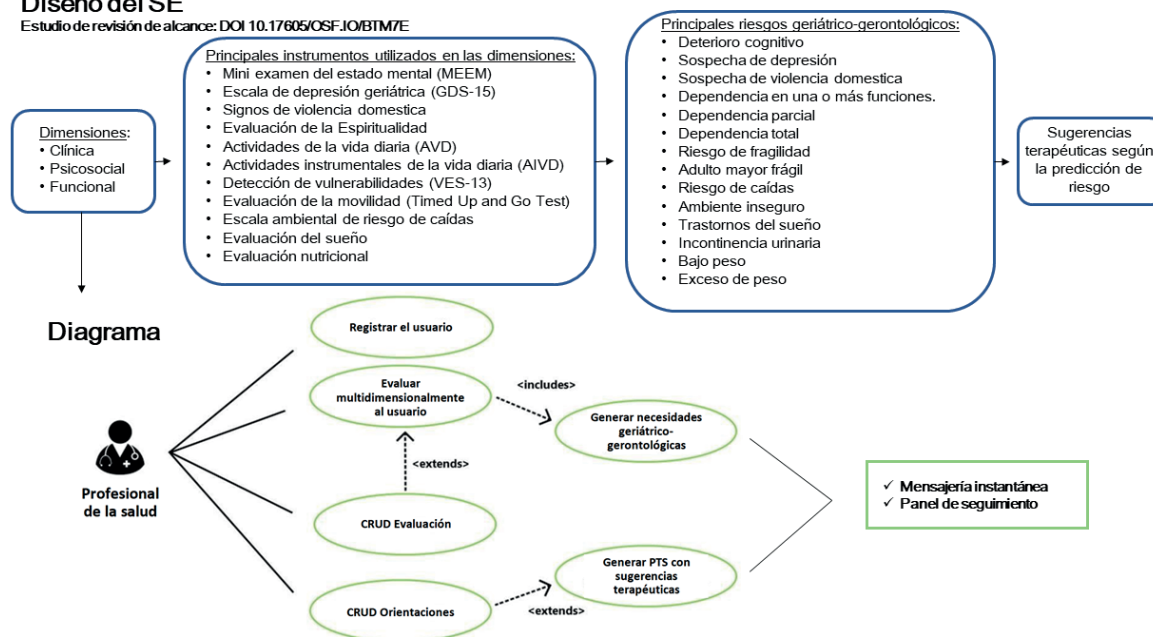 Diseño del SE
Estudio de revisión de alcance: DOI 10.17605/OSF.IO/BTM7E
Dimensiones:
• Clínica
• Psicosocial
• Funcional
Principales instrumentos utilizados en las dimensiones:
• Mini examen del estado mental (MEEM)
• Escala de depresión geriátrica (GDS-15)
• Signos de violencia domestica
• Evaluación de la Espiritualidad
• Actividades de la vida diaria (AVD)
• Actividades instrumentales de la vida diaria (AIVD)
• Detección de vulnerabilidades (VES-13)
• Evaluación de la movilidad (Timed Up and Go Test)
• Escala ambiental de riesgo de caídas
• Evaluación del sueño
• Evaluación nutricional
Principales riesgos geriátrico-gerontológicos:
• Deterioro cognitivo
• Sospecha de depresión
• Sospecha de violencia domestica
• Dependencia en una o más funciones.
• Dependencia parcial
• Dependencia total
• Riesgo de fragilidad
• Adulto mayor frágil
• Riesgo de caídas
• Ambiente inseguro
• Trastornos del sueño
• Incontinencia urinaria
• Bajo peso
• Exceso de peso
Sugerencias
terapéuticas según
la predicción de
riesgo
Diagrama
Profesional
de la salud
Registrar el usuario
Evaluar
multidimensionalmente
al usuario
<includes>
Generar necesidades
geriátrico-
gerontológicas
<extends>
CRUD Evaluación
CRUD Orientaciones
<extends>
Generar PTS con
sugerencias
terapéuticas
✓ Mensajería instantánea
✓ Panel de seguimiento